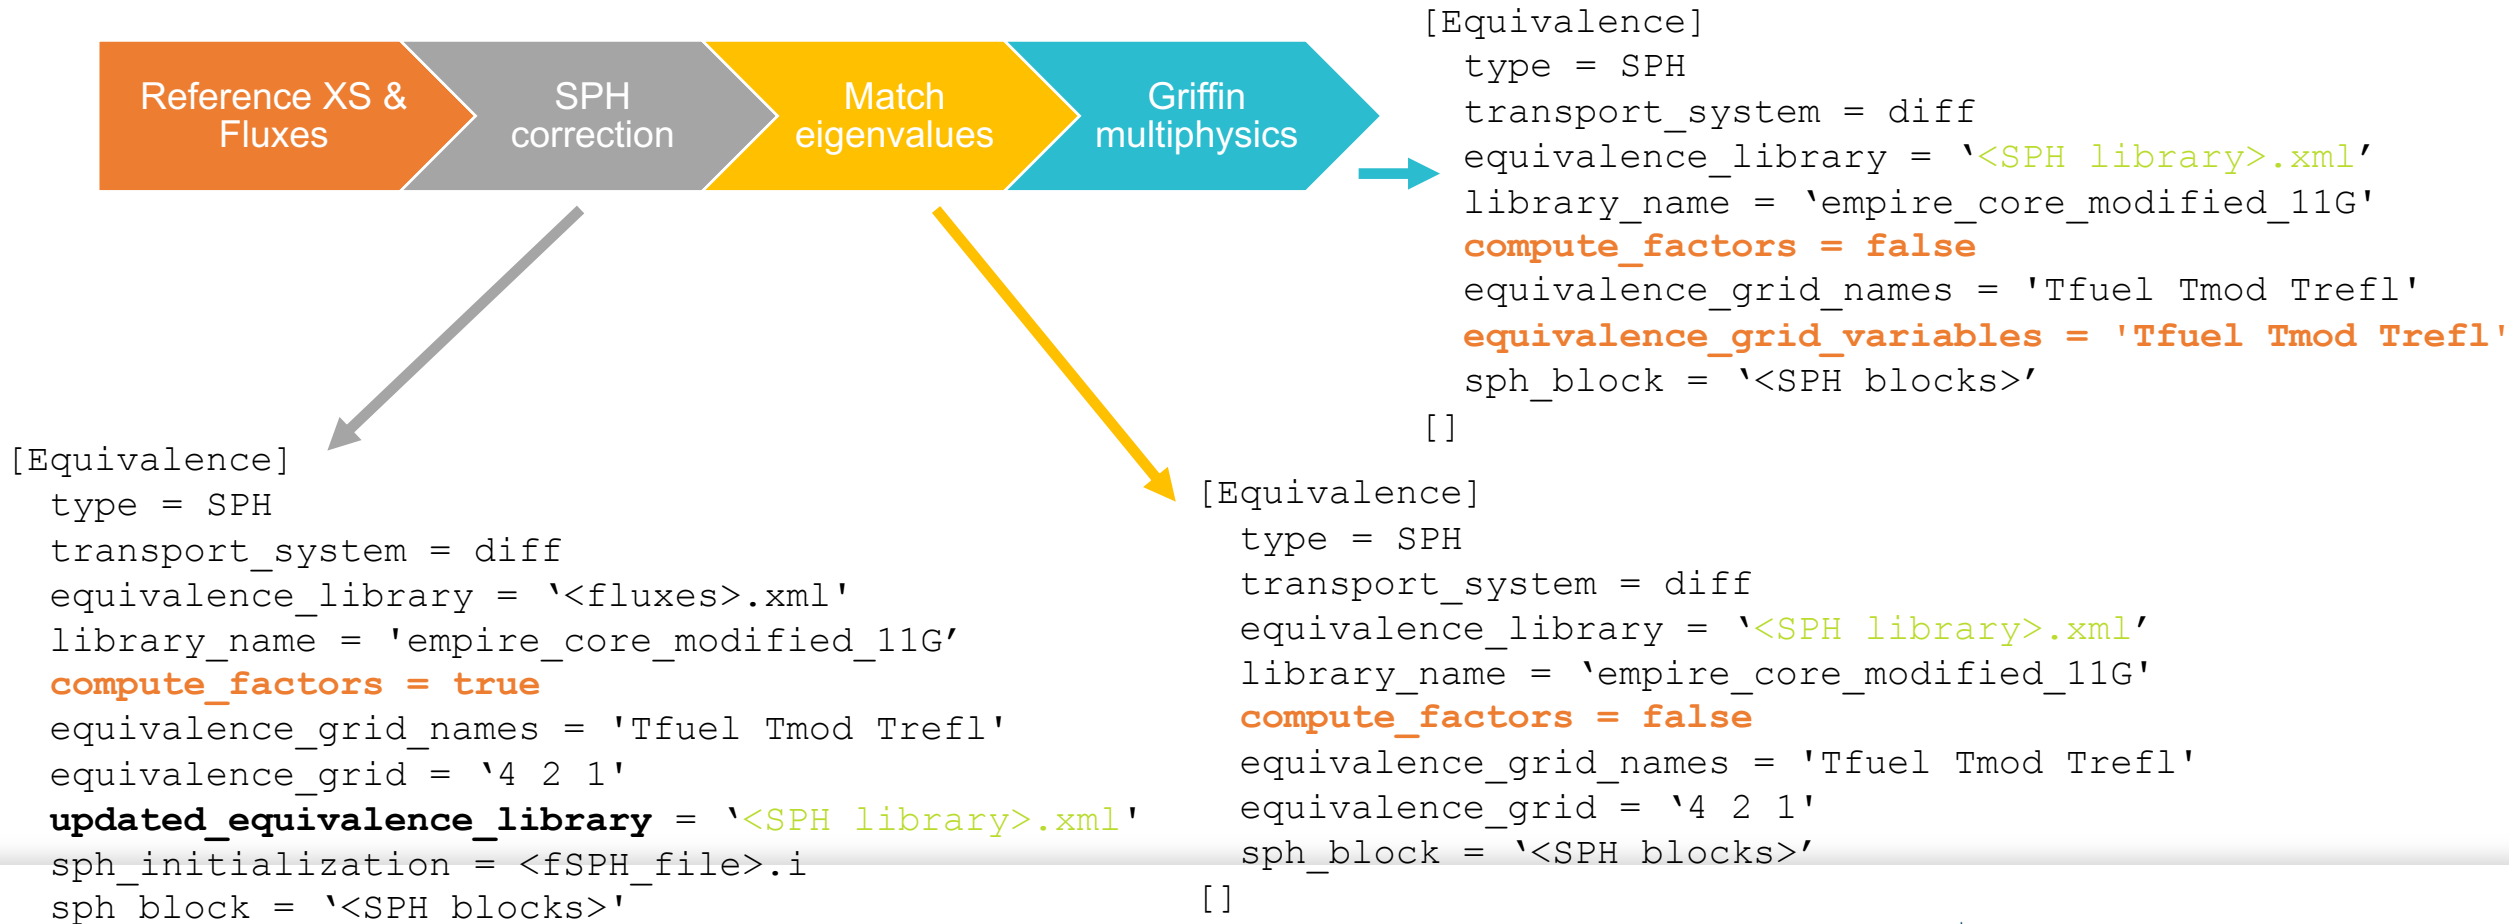 Reference XS &
Fluxes
SPH
correction
Match
eigenvalues
Griffin
multiphysics
[Equivalence]
  type = SPH
  transport_system = diff
  equivalence_library = ‘<SPH library>.xml’
  library_name = ‘empire_core_modified_11G'
  compute_factors = false
  equivalence_grid_names = 'Tfuel Tmod Trefl'
  equivalence_grid_variables = 'Tfuel Tmod Trefl'
  sph_block = ‘<SPH blocks>’
[]
[Equivalence]
  type = SPH
  transport_system = diff
  equivalence_library = ‘<fluxes>.xml'
  library_name = 'empire_core_modified_11G’
  compute_factors = true
  equivalence_grid_names = 'Tfuel Tmod Trefl'
  equivalence_grid = ‘4 2 1'
  updated_equivalence_library = ‘<SPH library>.xml'
  sph_initialization = <fSPH_file>.i
  sph_block = ‘<SPH blocks>'
[Equivalence]
  type = SPH
  transport_system = diff
  equivalence_library = ‘<SPH library>.xml’
  library_name = ‘empire_core_modified_11G'
  compute_factors = false
  equivalence_grid_names = 'Tfuel Tmod Trefl'
  equivalence_grid = ‘4 2 1'
  sph_block = ‘<SPH blocks>’
[]